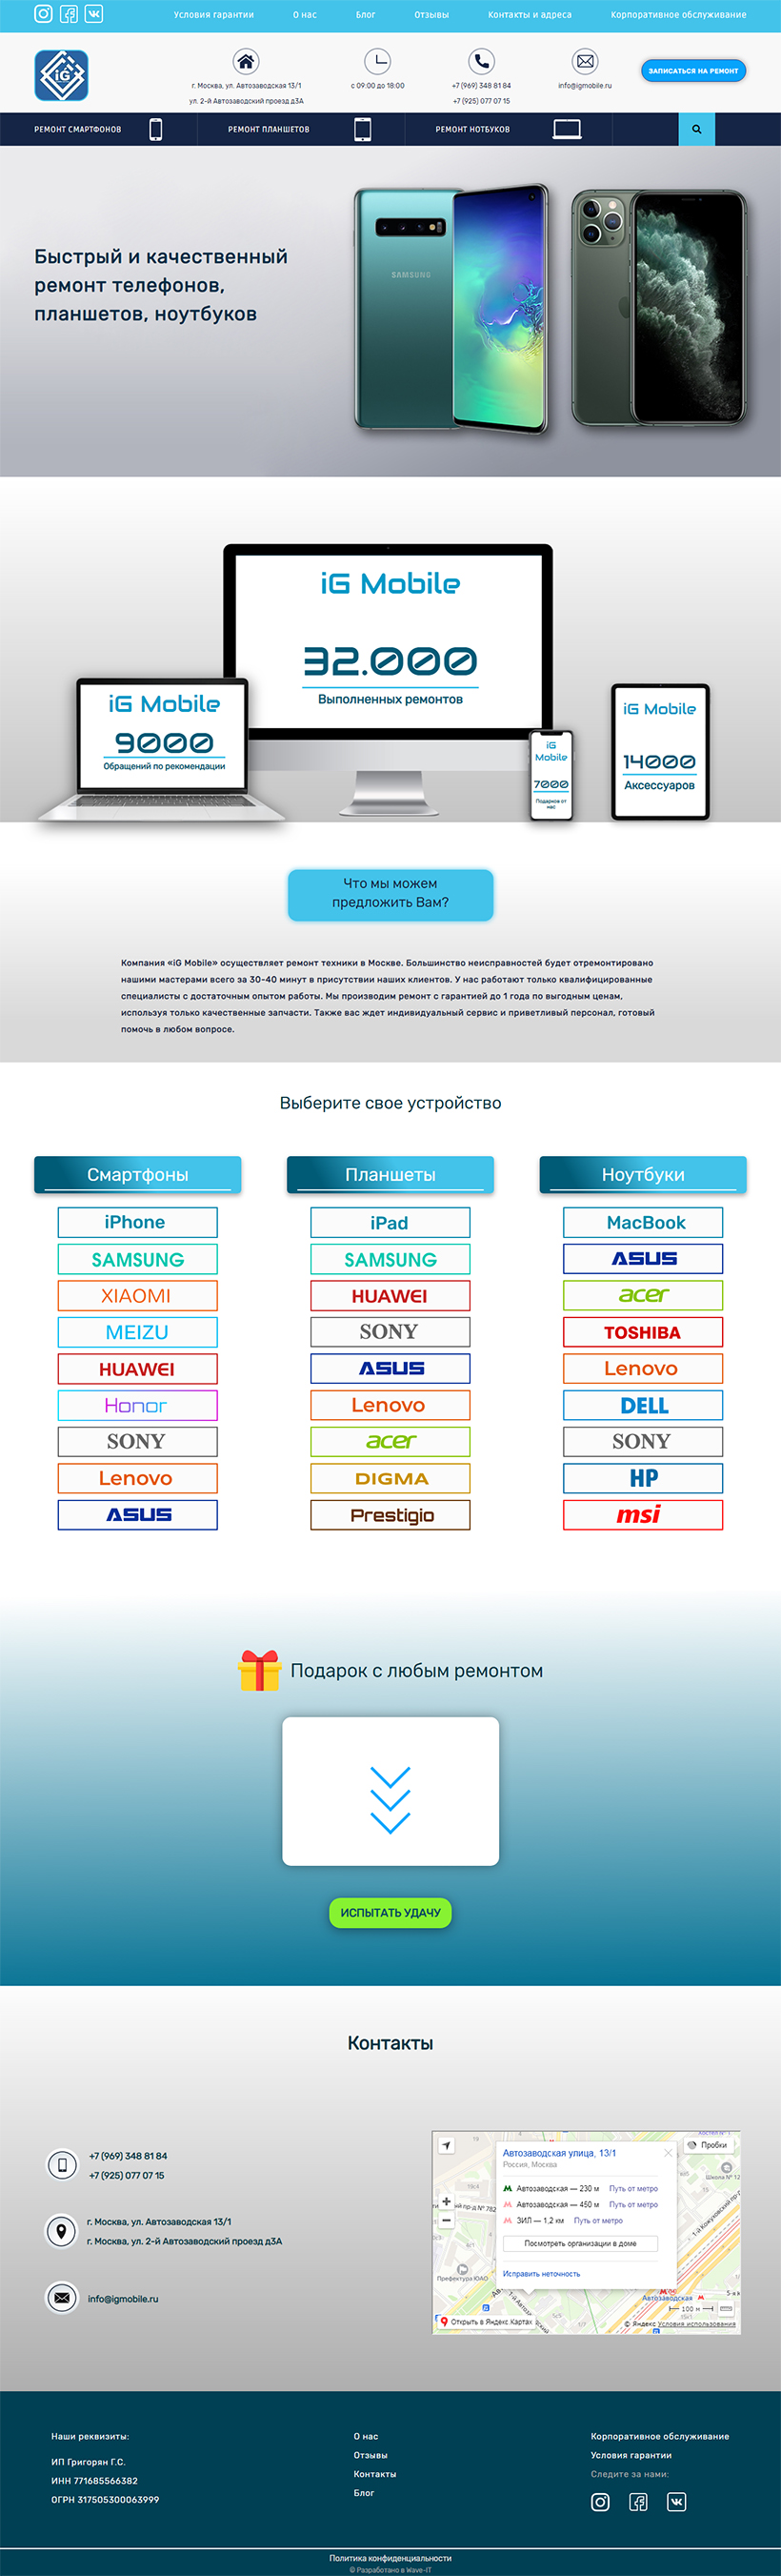 Условия гарантии
О нас
Блог
Отзывы
Контакты и адреса
Корпоративное обслуживание
iG
г. Москва, ул. Автозаводская 13/1
ул. 2-й Автозаводский проезд д3А
с 09:00 до 18:00
+7 (969) 348 81 84
+7 (925) 077 07 15
info@igmobile.ru
ЗАПИСАТЬСЯ НА РЕМОНТ
РЕМОНТ СМАРТФОНОВ
РЕМОНТ ПЛАНШЕТОВ
РЕМОНТ НОТБУКОВ
Быстрый и качественный
ремонт телефонов,
планшетов, ноутбуков
SAMSUNG
iG Mobile
32.000
Выполненных ремонтов
iG Mobile
9000
Обращений по рекомендации
iG
Mobile
7000
Подарков от
нас
iG Mobile
14000
Аксессуаров
Что мы можем
предложить Вам?
Компания «iG Mobile» осуществляет ремонт техники в Москве. Большинство неисправностей будет отремонтировано
нашими мастерами всего за 30-40 минут в присутствии наших клиентов. У нас работают только квалифицированные
специалисты с достаточным опытом работы. Мы производим ремонт с гарантией до 1 года по выгодным ценам,
используя только качественные запчасти. Также вас ждет индивидуальный сервис и приветливый персонал, готовый
помочь в любом вопросе.
Выберите свое устройство
Смартфоны
iPhone
SAMSUNG
XIAOMI
MEIZU
HUAWEI
Honor
SONY
Lenovo
ASUS
Планшеты
iPad
SAMSUNG
HUAWEI
SONY
ASUS
Lenovo
acer
DIGMA
Prestigio
Ноутбуки
MacBook
ASUS
acer
TOSHIBA
Lenovo
DELL
SONY
HP
msi
Подарок с любым ремонтом
ИСПЫТАТЬ УДАЧУ
Контакты
+7 (969) 348 81 84
+7 (925) 077 07 15
г. Москва, ул. Автозаводская 13/1
г. Москва, ул. 2-й Автозаводский проезд д3А
info@igmobile.ru
Пробки
Автозаводская улица, 13/1
Россия, Москва
Автозаводская — 230 м Путь от метро
Автозаводская — 450 м Путь от метро
ЗИЛ — 1,2 км Путь от метро
Посмотреть организации в доме
Исправить неточность
Школа № 12
1-й Кожуховский пр.
Префектура ЮАО
Автозаводская
100 м
Открыть в Яндекс.Картах
© Яндекс Условия использования
Наши реквизиты:
ИП Григорян Г.С.
ИНН 771685566382
ОГРН 317505300063999
О нас
Отзывы
Контакты
Блог
Корпоративное обслуживание
Условия гарантии
Следите за нами:
Политика конфиденциальности
© Разработано в Wave-IT